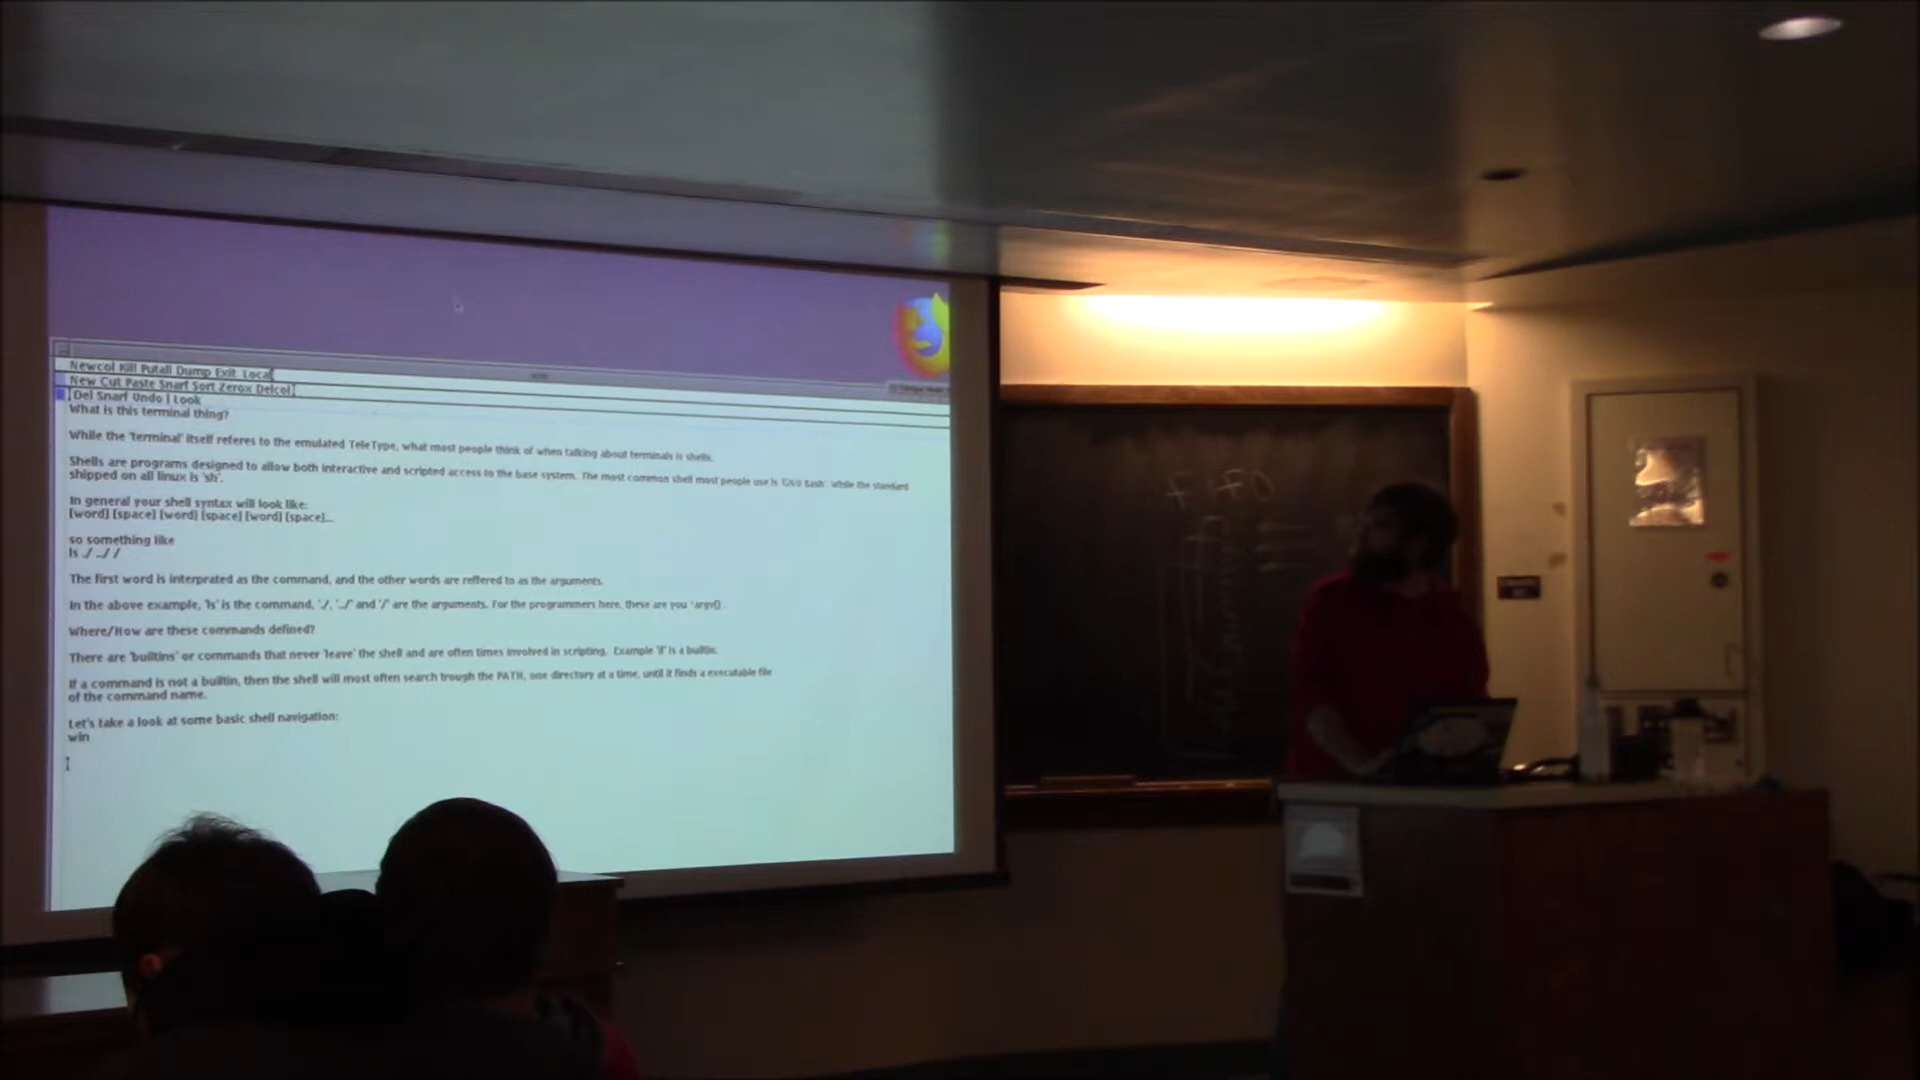 Newcol Kill Putall Dump Exit Local
New Cut Paste Snarf Sort Zerox Delcol
Del Snarf Undo | Look
What is this terminal thing?
While the 'terminal' itself referes to the emulated TeleType, what most people think of when talking about terminals is shells.
Shells are programs designed to allow both interactive and scripted access to the base system. The most common shell most people use is 'GNU bash' while the standard
shipped on all linux is 'sh'.
In general your shell syntax will look like:
[word] [space] [word] [space] [word] [space]...
so something like
ls ./ ../ /
The first word is interprated as the command, and the other words are reffered to as the arguments.
In the above example, 'ls' is the command, './', '../' and '/' are the arguments. For the programmers here, these are you *argv[]
Where/How are these commands defined?
There are 'builtins' or commands that never 'leave' the shell and are often times involved in scripting. Example 'if' is a builtin.
If a command is not a builtin, then the shell will most often search trough the PATH, one directory at a time, until it finds a executable file
of the command name.
Let's take a look at some basic shell navigation:
win